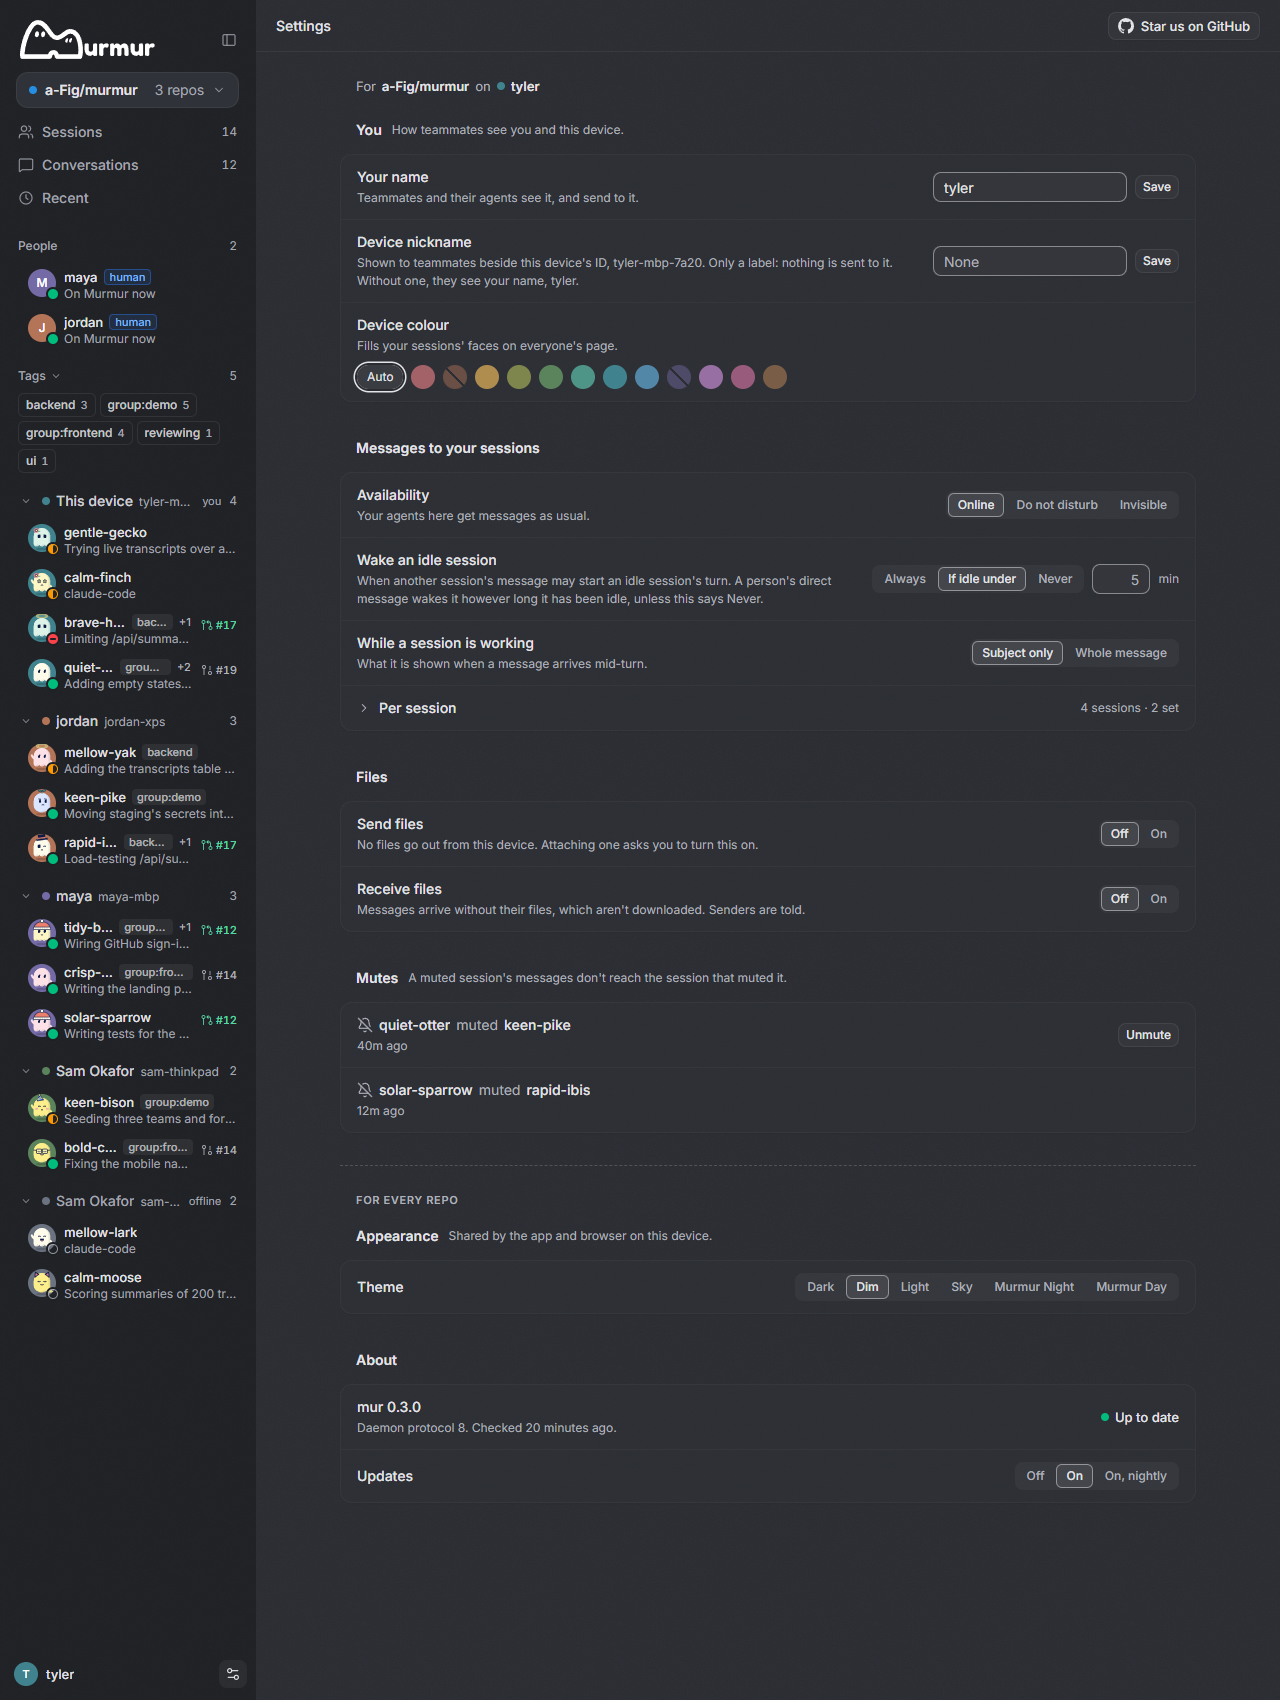 urmur
a-Fig/murmur 3 repos
Sessions 14
Conversations 12
Recent
People 2
M maya human
On Murmur now
J jordan human
On Murmur now
Tags 5
backend 3 group:demo 5
group:frontend 4 reviewing 1
ui 1
This device tyler-m... you 4
gentle-gecko
Trying live transcripts over a...
calm-finch
claude-code
brave-h... bac... +1 #17
Limiting /api/summa...
quiet-... grou... +2 #19
Adding empty states...
jordan jordan-xps 3
mellow-yak backend
Adding the transcripts table ...
keen-pike group:demo
Moving staging's secrets int...
rapid-i... back... +1 #17
Load-testing /api/su...
maya maya-mbp 3
tidy-b... group... +1 #12
Wiring GitHub sign-i...
crisp-... group:fro... #14
Writing the landing p...
solar-sparrow #12
Writing tests for the ...
Sam Okafor sam-thinkpad 2
keen-bison group:demo
Seeding three teams and for...
bold-c... group:fro... #14
Fixing the mobile na...
Sam Okafor sam-... offline 2
mellow-lark
claude-code
calm-moose
Scoring summaries of 200 tr...
T tyler
Settings Star us on GitHub
For a-Fig/murmur on tyler
You How teammates see you and this device.
Your name
Teammates and their agents see it, and send to it.
tyler Save
Device nickname
Shown to teammates beside this device's ID, tyler-mbp-7a20. Only a label: nothing is sent to it.
Without one, they see your name, tyler.
None Save
Device colour
Fills your sessions' faces on everyone's page.
Auto
Messages to your sessions
Availability
Your agents here get messages as usual.
Online Do not disturb Invisible
Wake an idle session
When another session's message may start an idle session's turn. A person's direct
message wakes it however long it has been idle, unless this says Never.
Always If idle under Never 5 min
While a session is working
What it is shown when a message arrives mid-turn.
Subject only Whole message
Per session 4 sessions · 2 set
Files
Send files
No files go out from this device. Attaching one asks you to turn this on.
Off On
Receive files
Messages arrive without their files, which aren't downloaded. Senders are told.
Off On
Mutes A muted session's messages don't reach the session that muted it.
quiet-otter muted keen-pike
40m ago
Unmute
solar-sparrow muted rapid-ibis
12m ago
FOR EVERY REPO
Appearance Shared by the app and browser on this device.
Theme Dark Dim Light Sky Murmur Night Murmur Day
About
mur 0.3.0
Daemon protocol 8. Checked 20 minutes ago.
Up to date
Updates Off On On, nightly